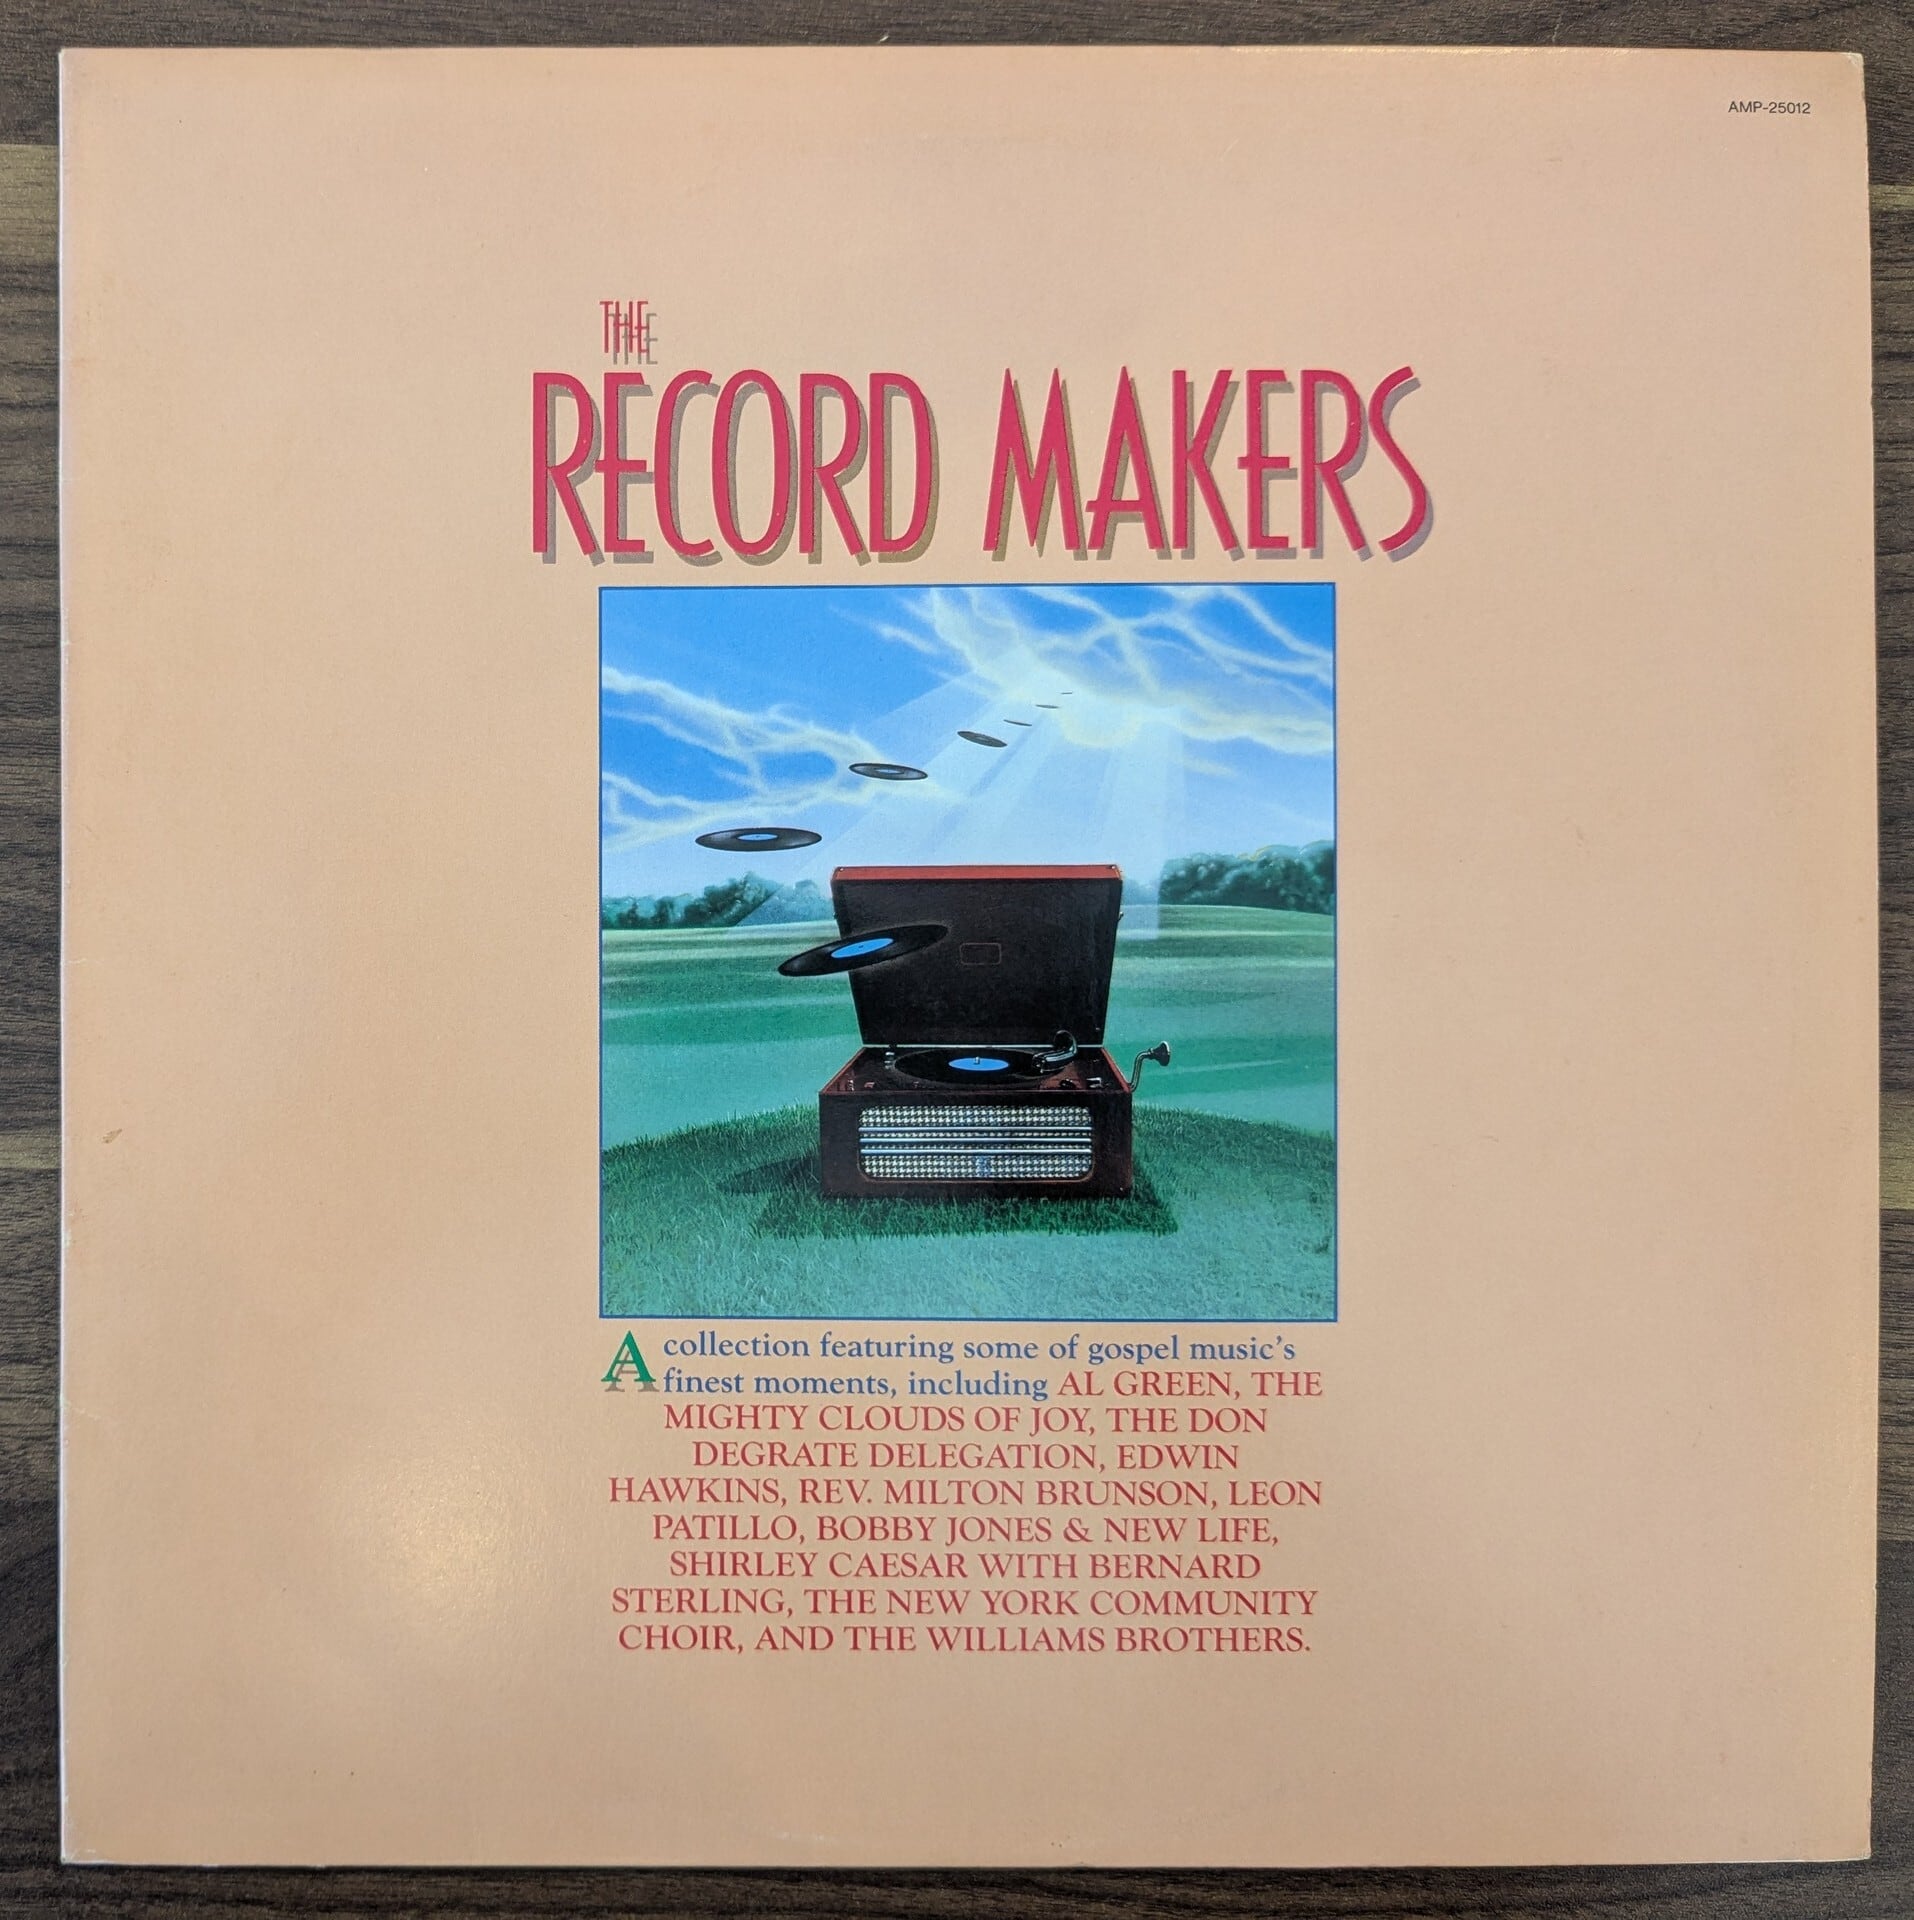 AMP-25012
THE
RECORD MAKERS
A collection featuring some of gospel music's
finest moments, including AL GREEN, THE
MIGHTY CLOUDS OF JOY, THE DON
DEGRATE DELEGATION, EDWIN
HAWKINS, REV. MILTON BRUNSON, LEON
PATILLO, BOBBY JONES & NEW LIFE,
SHIRLEY CAESAR WITH BERNARD
STERLING, THE NEW YORK COMMUNITY
CHOIR, AND THE WILLIAMS BROTHERS.